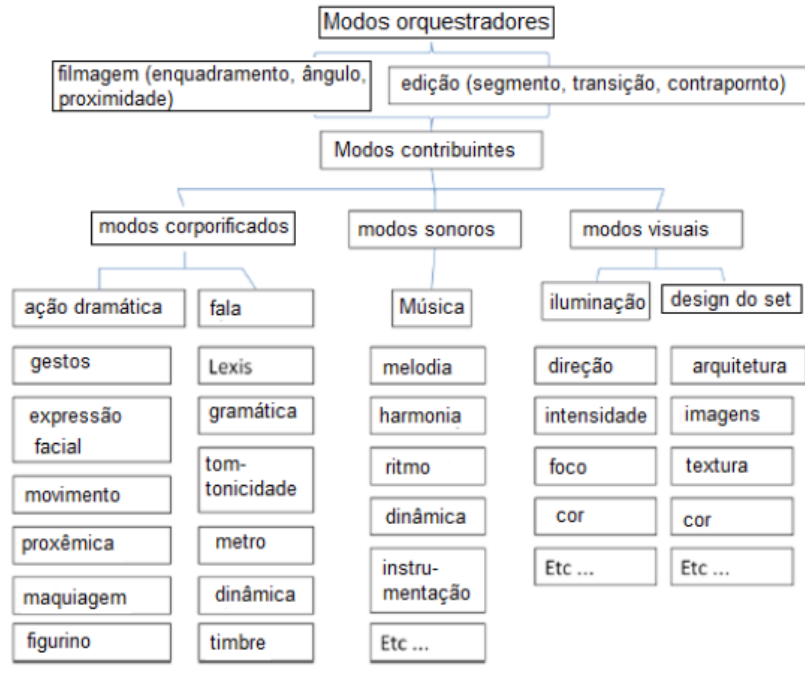 Modos orquestradores
filmagem (enquadramento, ângulo,
proximidade)
edição (segmento, transição, contrapornto)
Modos contribuintes
modos corporificados
modos sonoros
modos visuais
ação dramática
fala
Música
iluminação
design do set
gestos
Lexis
melodia
direção
arquitetura
expressão
facial
gramática
harmonia
intensidade
imagens
tom-
tonicidade
ritmo
foco
textura
movimento
proxêmica
metro
dinâmica
cor
cor
maquiagem
dinâmica
instru-
mentação
Etc ...
Etc ...
figurino
timbre
Etc ...